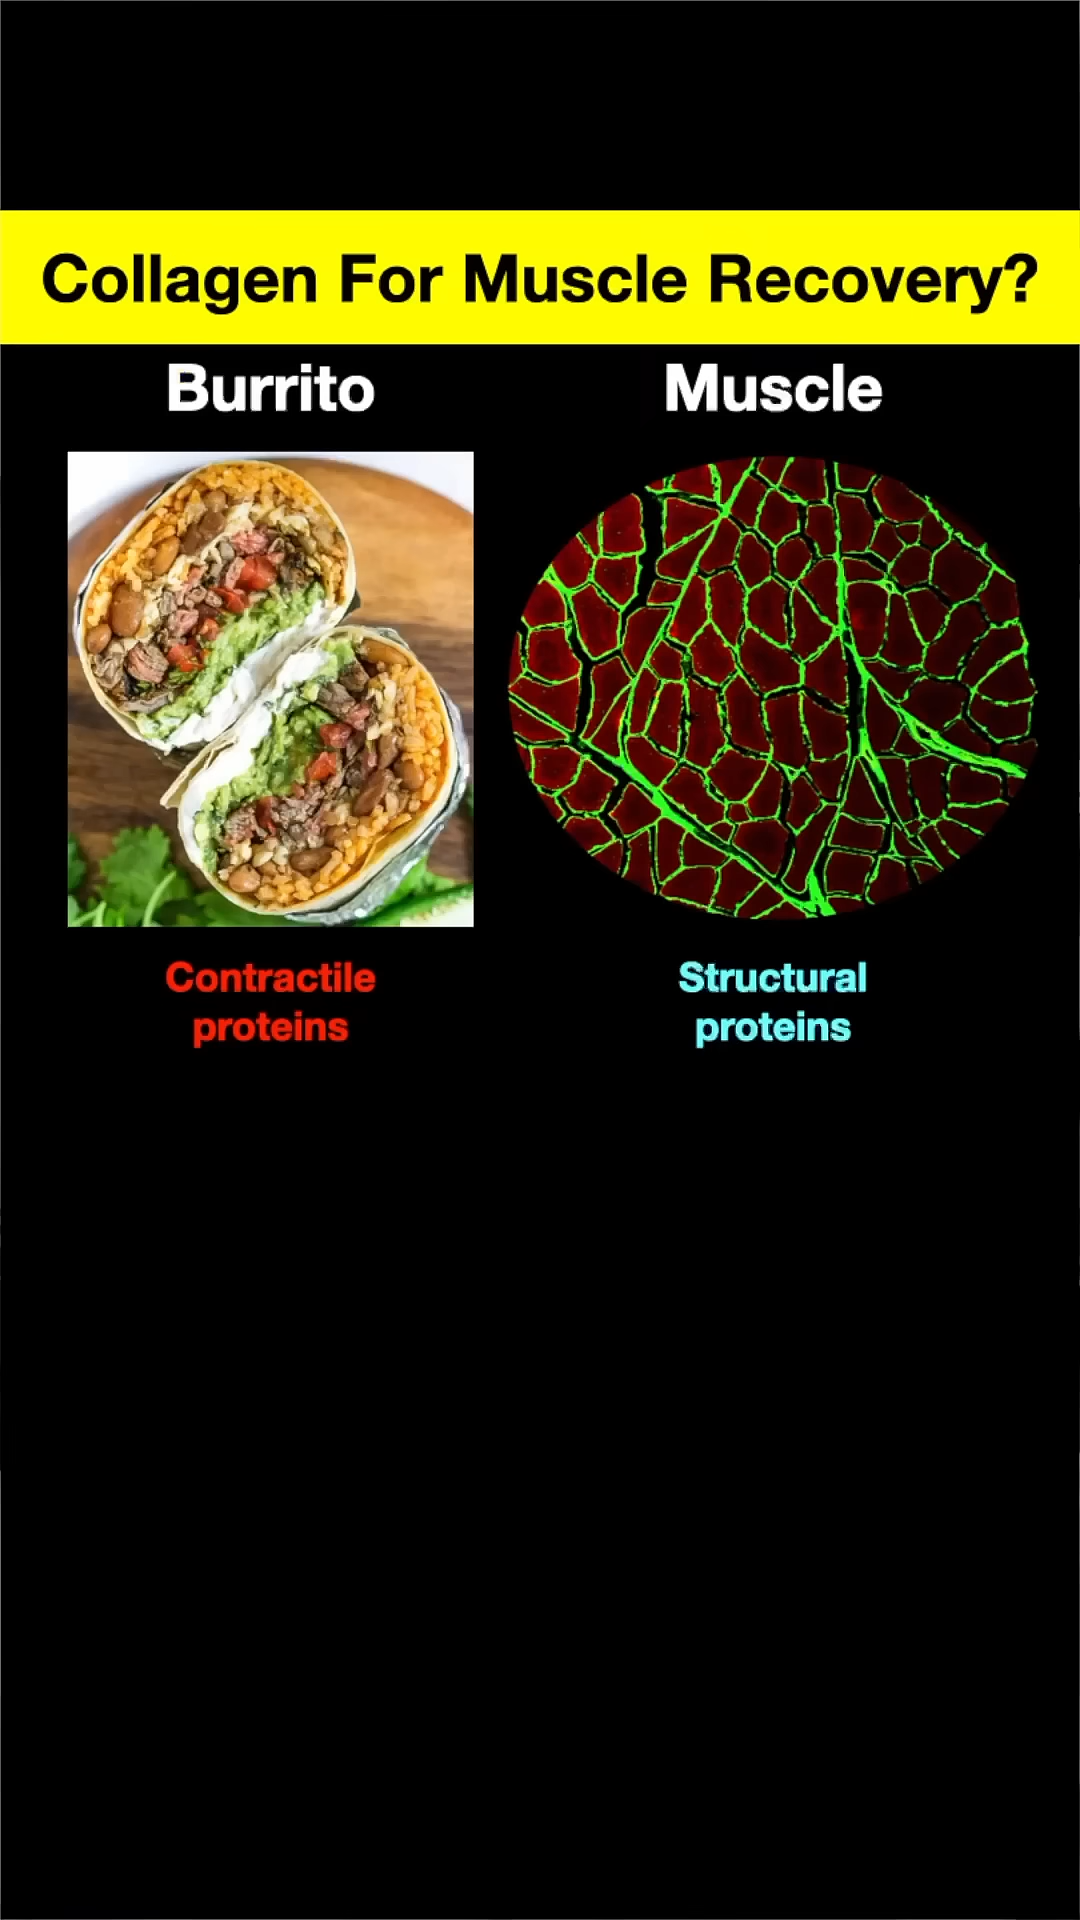 Collagen For Muscle Recovery?
Burrito
Muscle
Contractile
proteins
Structural
proteins